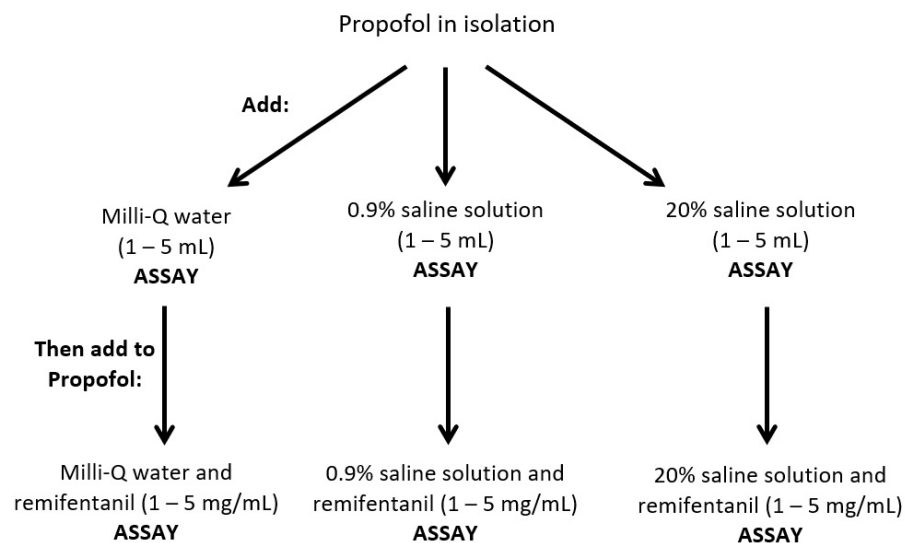 Propofol in isolation
Add:
Milli-Q water
(1 – 5 mL)
ASSAY
0.9% saline solution
(1 – 5 mL)
ASSAY
20% saline solution
(1 – 5 mL)
ASSAY
Then add to
Propofol:
Milli-Q water and
remifentanil (1 – 5 mg/mL)
ASSAY
0.9% saline solution and
remifentanil (1 – 5 mg/mL)
ASSAY
20% saline solution and
remifentanil (1 – 5 mg/mL)
ASSAY